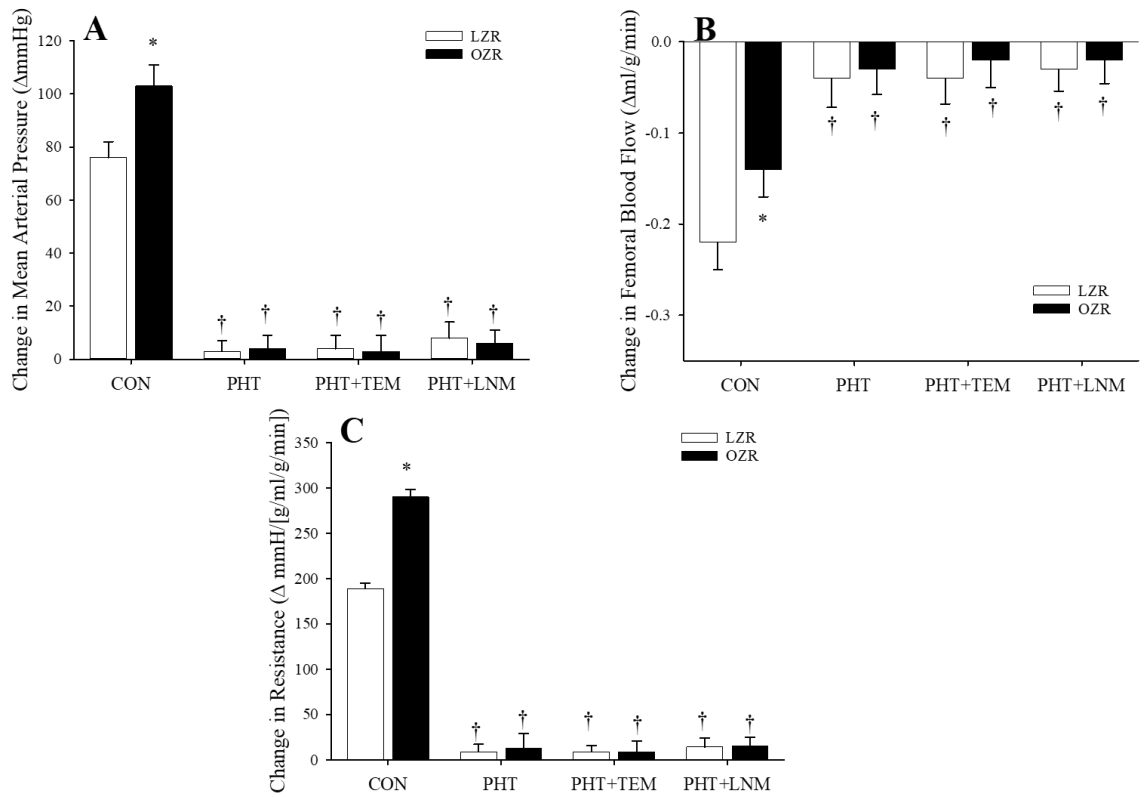 A
Change in Mean Arterial Pressure (ΔmmHg)
120
100
80
60
40
20
0
*
† † † † † †
LZR
OZR
CON PHT PHT+TEM PHT+LNM
B
Change in Femoral Blood Flow (Δml/g/min)
0.0
-0.1
-0.2
-0.3
*
† † † † † †
LZR
OZR
CON PHT PHT+TEM PHT+LNM
C
Change in Resistance (Δ mmH/[g/ml/g/min]
350
300
250
200
150
100
50
0
*
† † † † † †
LZR
OZR
CON PHT PHT+TEM PHT+LNM